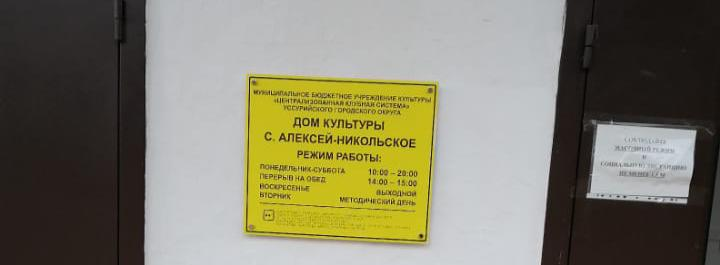 МУНИЦИПАЛЬНОЕ БЮДЖЕТНОЕ УЧРЕЖДЕНИЕ КУЛЬТУРЫ
«ЦЕНТРАЛИЗОВАННАЯ КЛУБНАЯ СИСТЕМА»
УССУРИЙСКОГО ГОРОДСКОГО ОКРУГА
ДОМ КУЛЬТУРЫ
С. АЛЕКСЕЙ-НИКОЛЬСКОЕ
РЕЖИМ РАБОТЫ:
ПОНЕДЕЛЬНИК-СУББОТА 10:00 – 20:00
ПЕРЕРЫВ НА ОБЕД 14:00 – 15:00
ВОСКРЕСЕНЬЕ ВЫХОДНОЙ
ВТОРНИК МЕТОДИЧЕСКИЙ ДЕНЬ
СОБЛЮДАЙТЕ
МАСОЧНЫЙ РЕЖИМ
И
СОЦИАЛЬНУЮ ДИСТАНЦИЮ
НЕ МЕНЕЕ 1,5 М